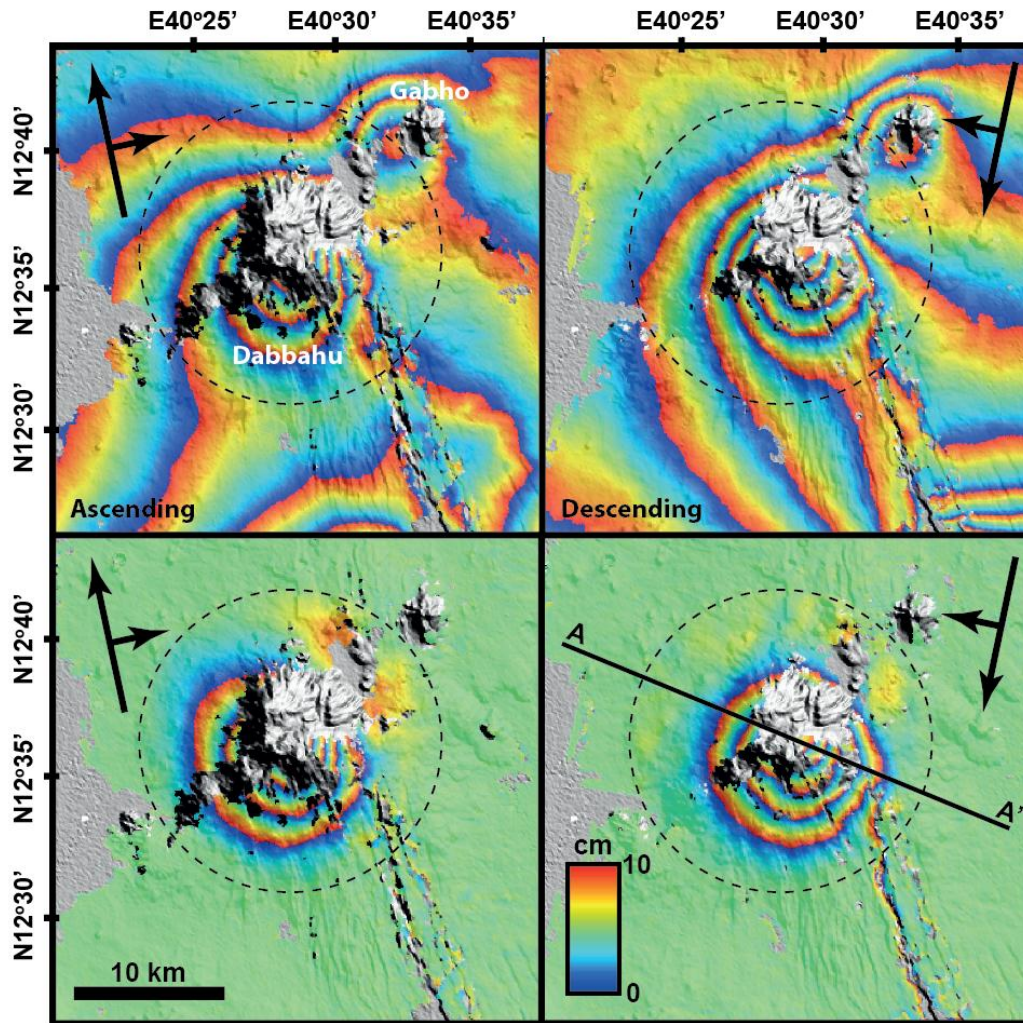 E40°25’ E40°30’ E40°35’ E40°25’ E40°30’ E40°35’
N12°40’
N12°35’
N12°30’
Gabho
Dabbahu
Ascending
Descending
N12°40’
N12°35’
N12°30’
A
A’
10 km
cm
10
0